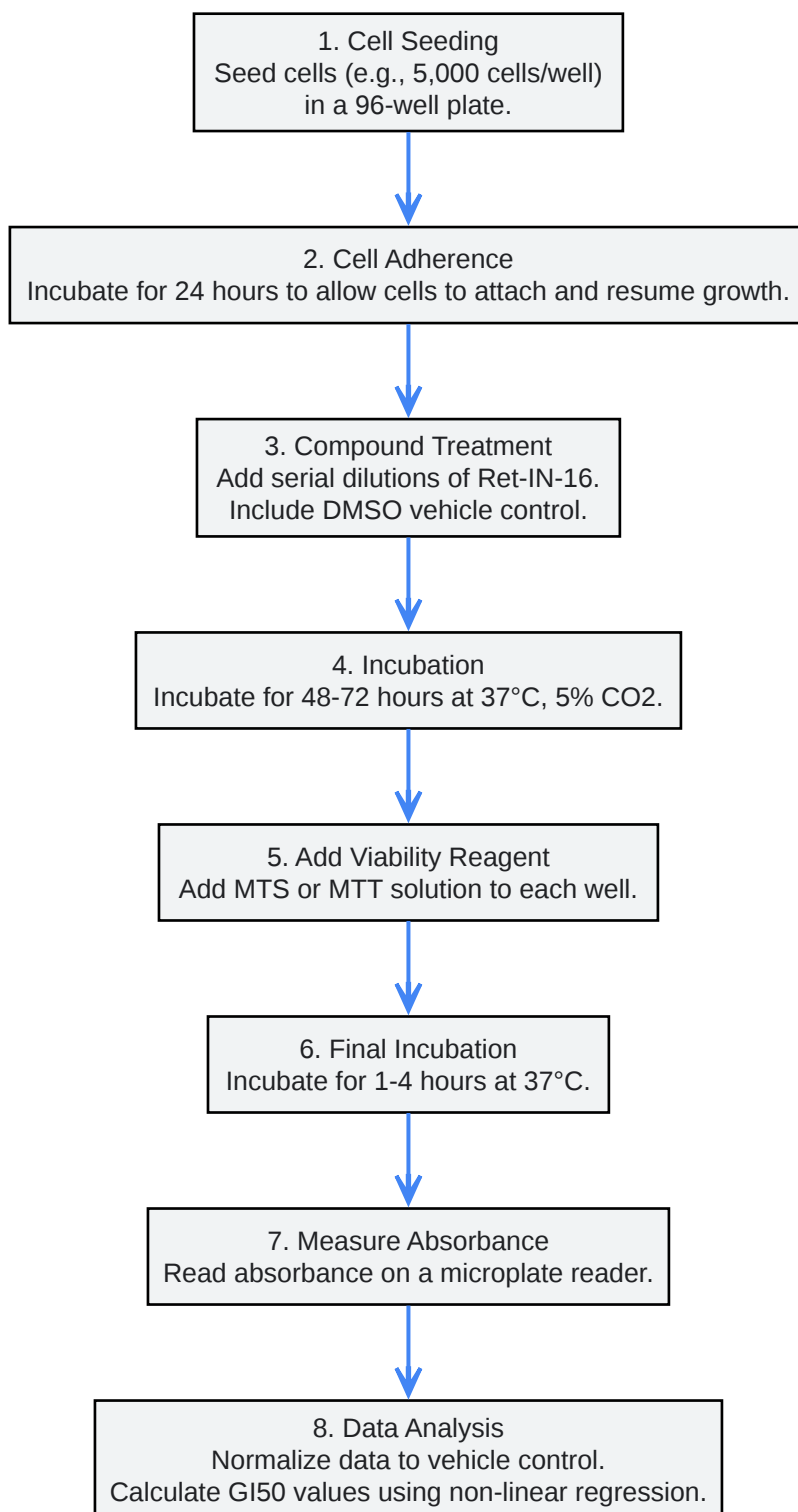 1. Cell Seeding
Seed cells (e.g., 5,000 cells/well)
in a 96-well plate.
2. Cell Adherence
Incubate for 24 hours to allow cells to attach and resume growth.
3. Compound Treatment
Add serial dilutions of Ret-IN-16.
Include DMSO vehicle control.
4. Incubation
Incubate for 48-72 hours at 37°C, 5% CO2.
5. Add Viability Reagent
Add MTS or MTT solution to each well.
6. Final Incubation
Incubate for 1-4 hours at 37°C.
7. Measure Absorbance
Read absorbance on a microplate reader.
8. Data Analysis
Normalize data to vehicle control.
Calculate GI50 values using non-linear regression.